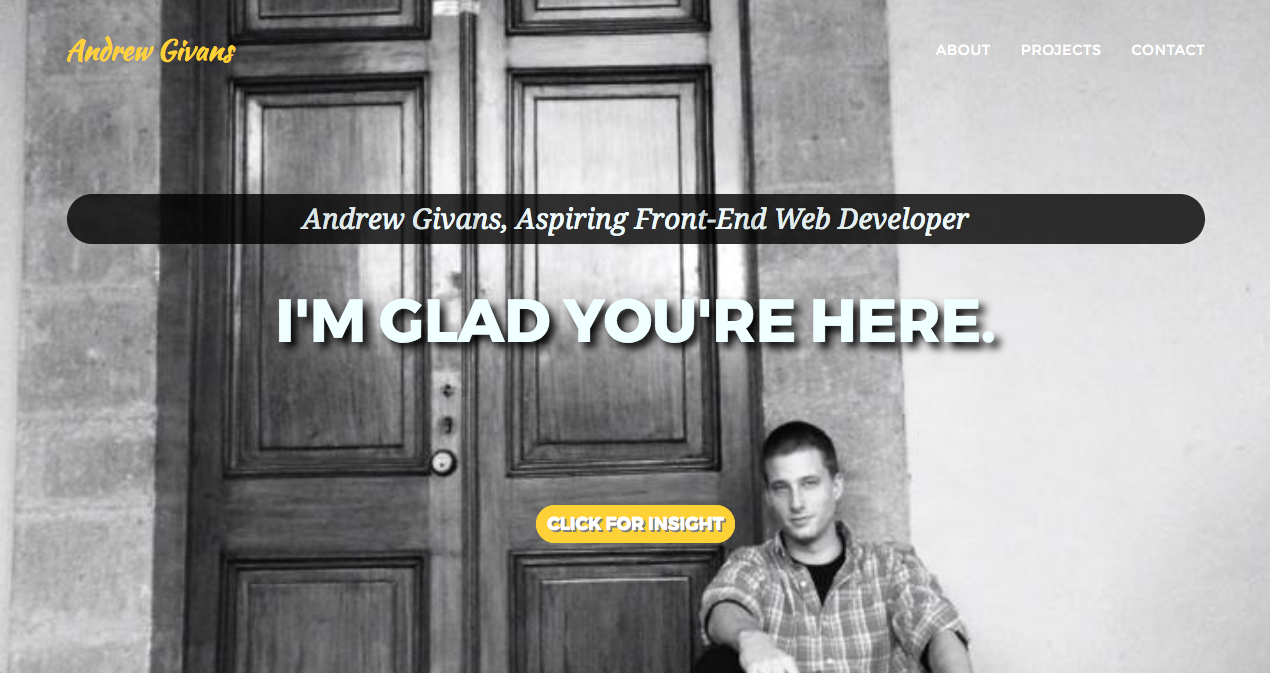 Andrew Givans
ABOUT PROJECTS CONTACT
Andrew Givans, Aspiring Front-End Web Developer
I'M GLAD YOU'RE HERE.
CLICK FOR INSIGHT